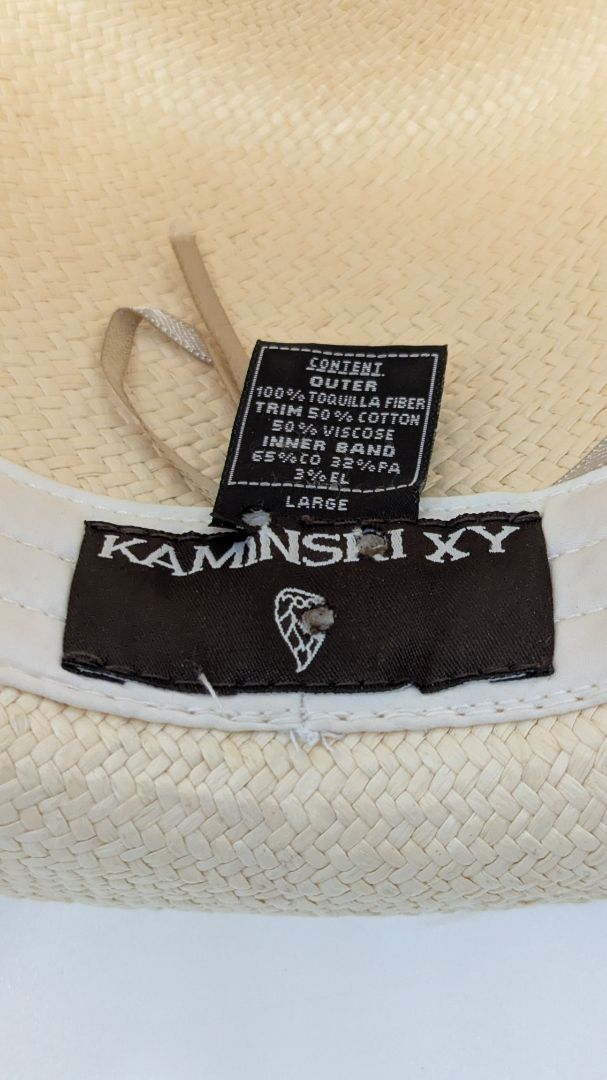 CONTENT
OUTER
100% TOQUILLA FIBER
TRIM 50% COTTON
50% VISCOSE
INNER BAND
65%CO 32%PA
3%EL
LARGE
KAMINSKI XY